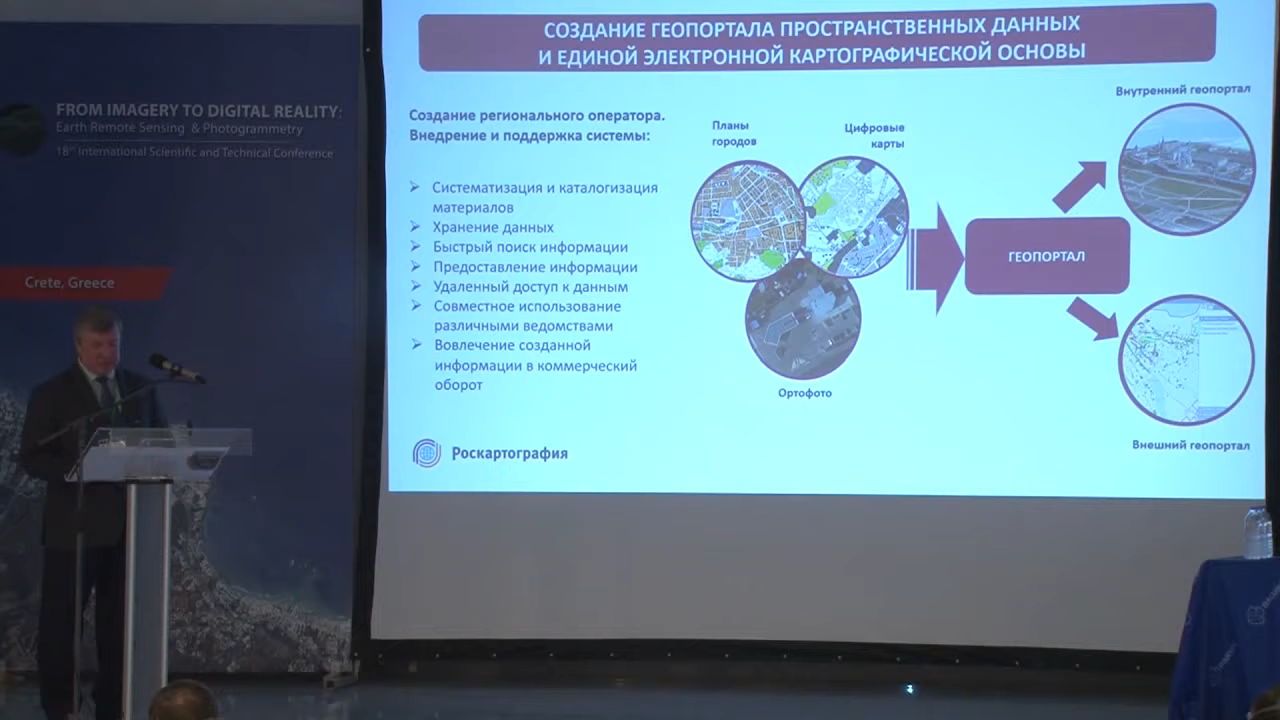 СОЗДАНИЕ ГЕОПОРТАЛА ПРОСТРАНСТВЕННЫХ ДАННЫХ
И ЕДИНОЙ ЭЛЕКТРОННОЙ КАРТОГРАФИЧЕСКОЙ ОСНОВЫ
FROM IMAGERY TO DIGITAL REALITY:
Earth Remote Sensing & Photogrammetry
18th International Scientific and Technical Conference
Crete, Greece
Создание регионального оператора.
Внедрение и поддержка системы:
Систематизация и каталогизация
материалов
Хранение данных
Быстрый поиск информации
Предоставление информации
Удаленный доступ к данным
Совместное использование
различными ведомствами
Вовлечение созданной
информации в коммерческий
оборот
Роскартография
Планы
городов
Цифровые
карты
Ортофото
ГЕОПОРТАЛ
Внутренний геопортал
Внешний геопортал